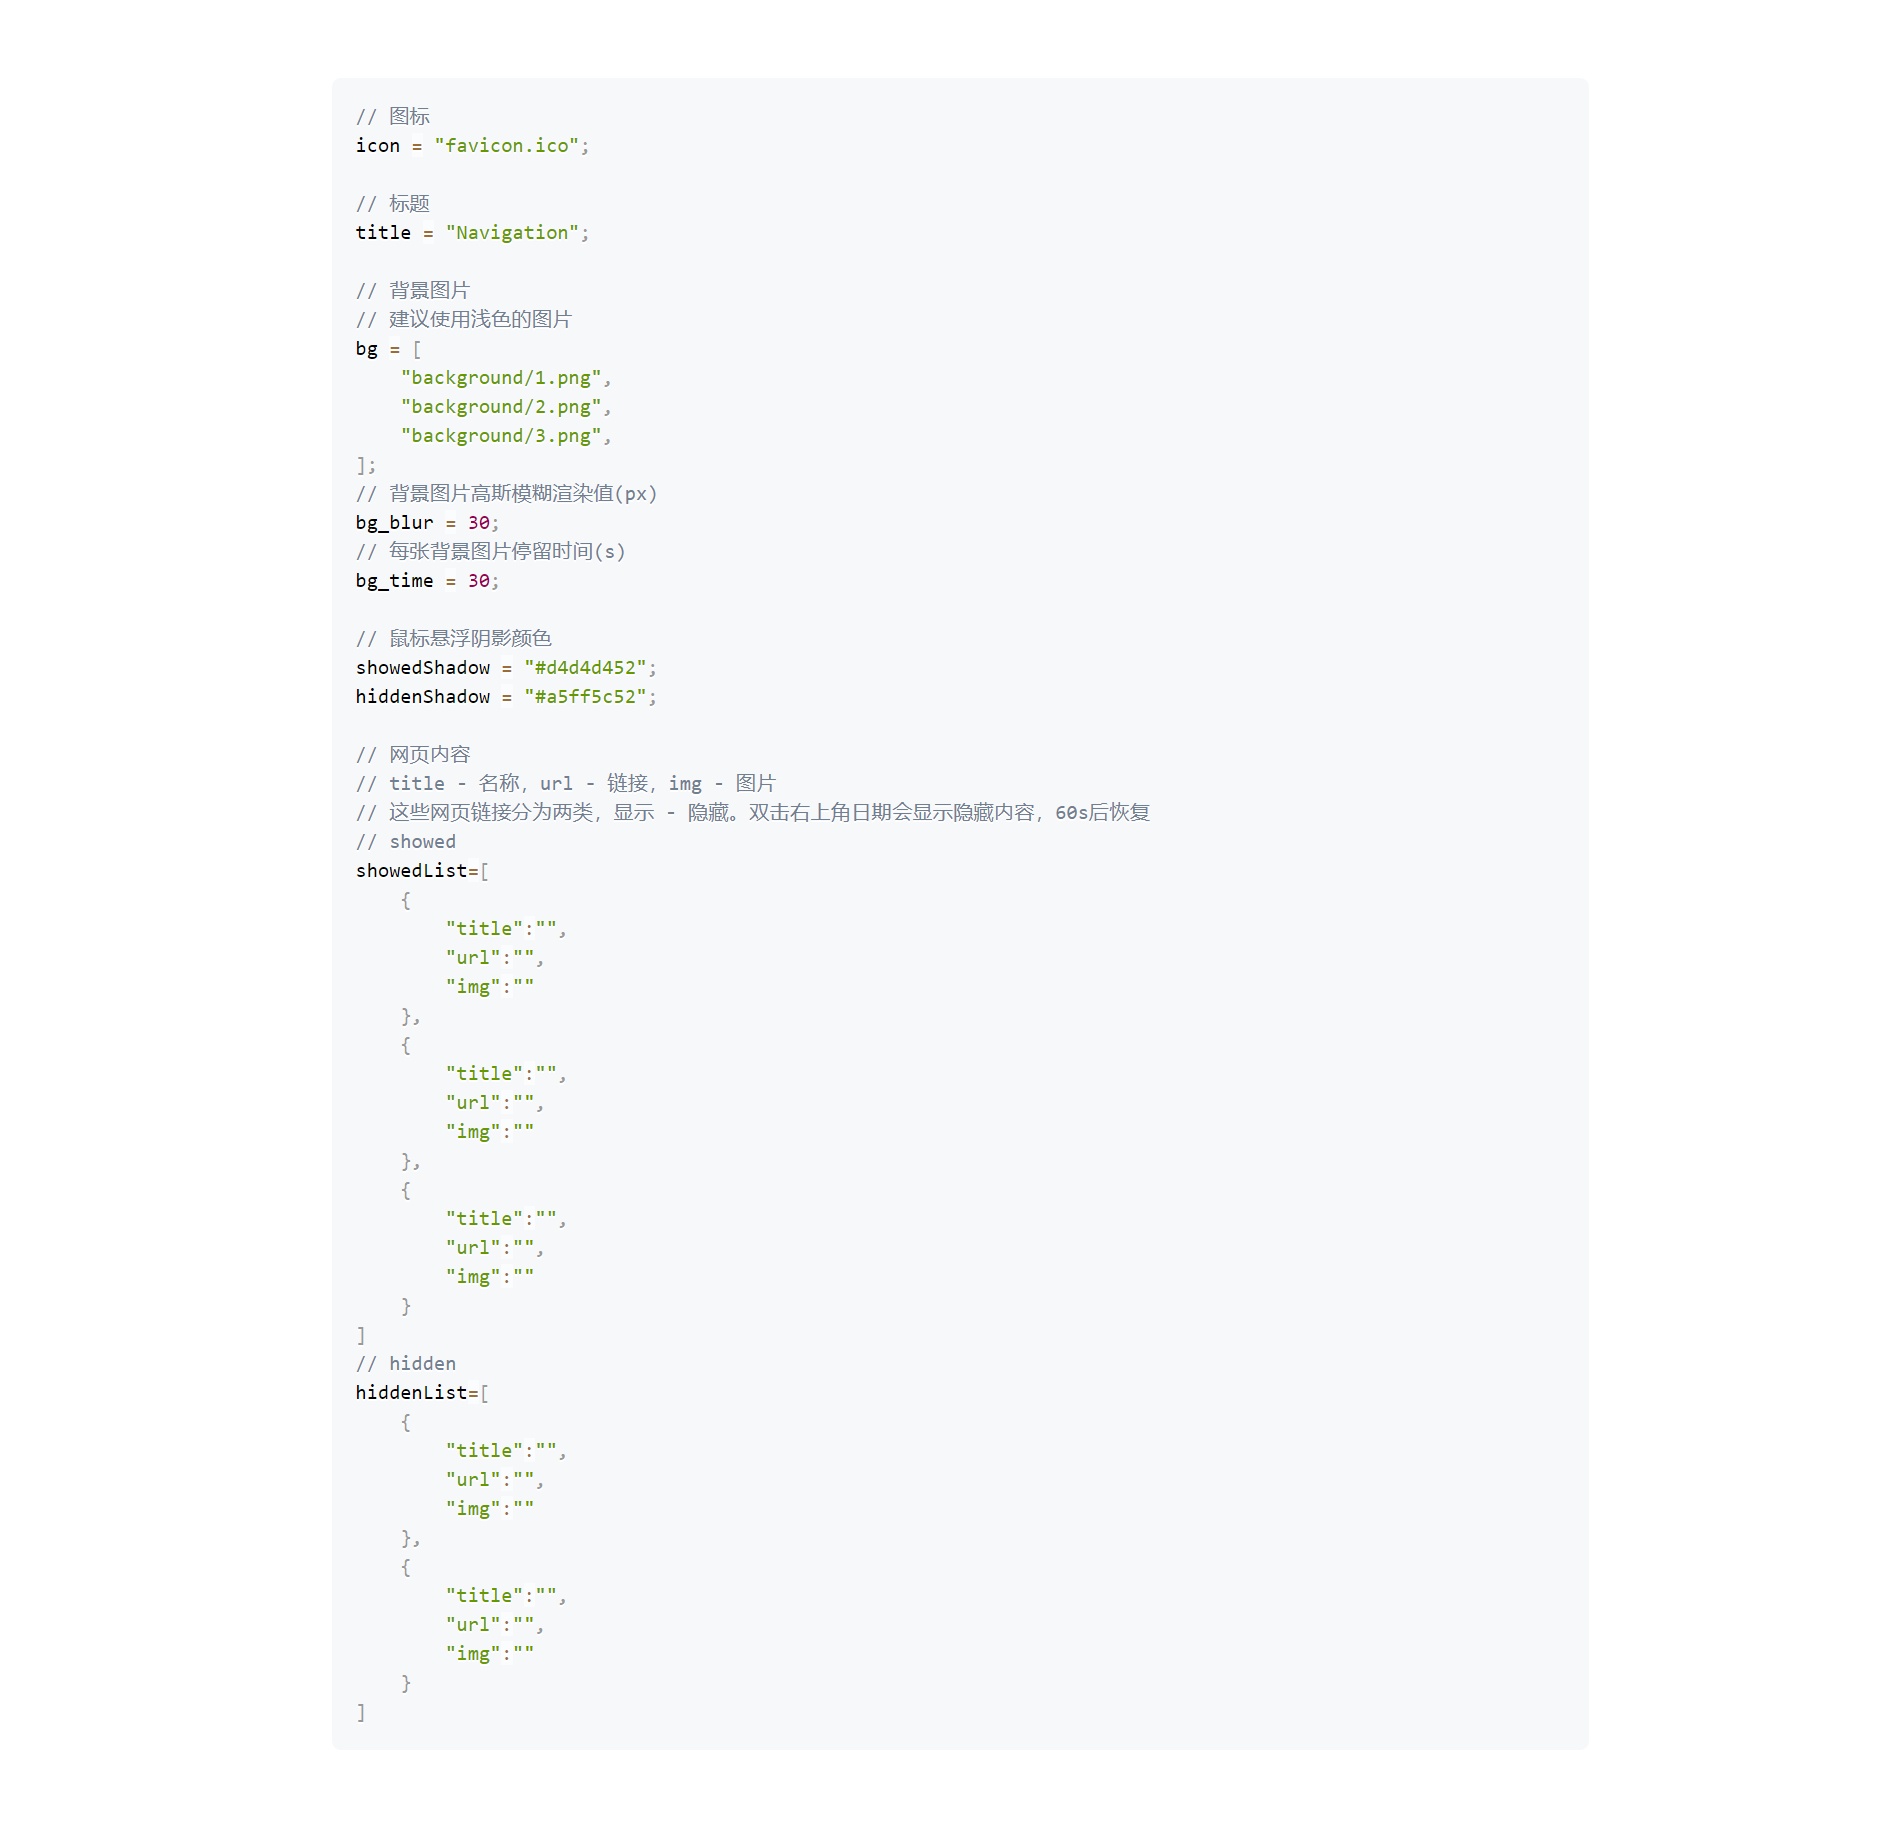 // 图标
icon = "favicon.ico";

// 标题
title = "Navigation";

// 背景图片
// 建议使用浅色的图片
bg = [
    "background/1.png",
    "background/2.png",
    "background/3.png",
];
// 背景图片高斯模糊渲染值(px)
bg_blur = 30;
// 每张背景图片停留时间(s)
bg_time = 30;

// 鼠标悬浮阴影颜色
showedShadow = "#d4d4d452";
hiddenShadow = "#a5ff5c52";

// 网页内容
// title - 名称，url - 链接，img - 图片
// 这些网页链接分为两类，显示 - 隐藏。双击右上角日期会显示隐藏内容，60s后恢复
// showed
showedList=[
    {
        "title":"",
        "url":"",
        "img":""
    },
    {
        "title":"",
        "url":"",
        "img":""
    },
    {
        "title":"",
        "url":"",
        "img":""
    }
]
// hidden
hiddenList=[
    {
        "title":"",
        "url":"",
        "img":""
    },
    {
        "title":"",
        "url":"",
        "img":""
    }
]